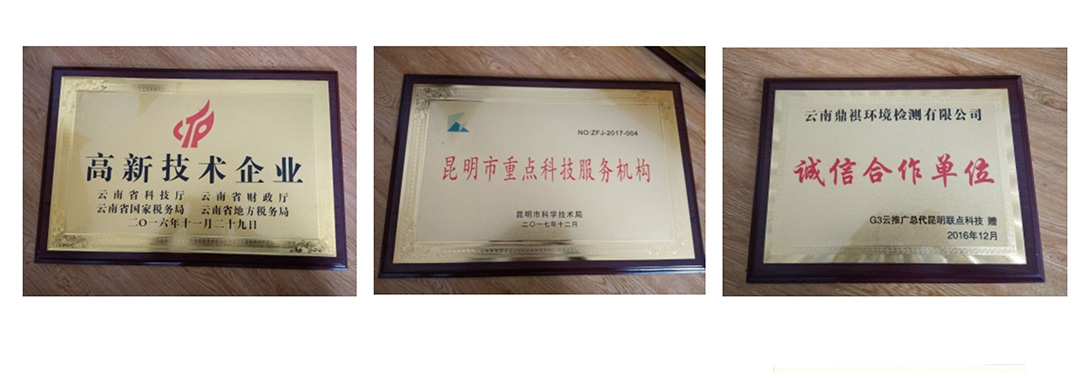 高新技术企业
云南省科技厅 云南省财政厅
云南省国家税务局 云南省地方税务局
二〇一六年十一月二十九日
NO:ZFJ-2017-004
昆明市重点科技服务机构
昆明市科学技术局
二〇一七年十二月
云南鼎祺环境检测有限公司
诚信合作单位
G3云推广总代昆明联点科技 赠
2016年12月